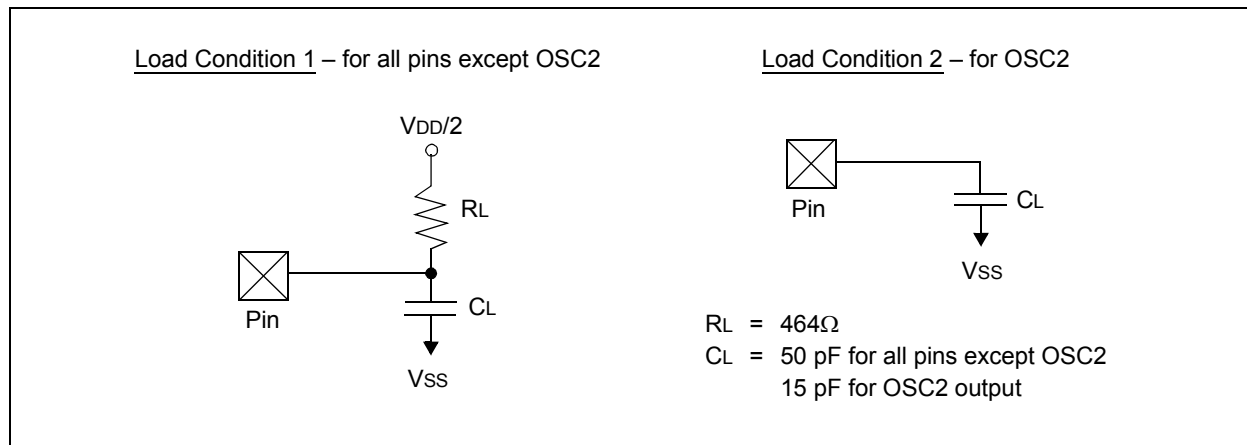 Load Condition 1 – for all pins except OSC2
VDD/2
RL
Pin
CL
VSS
Load Condition 2 – for OSC2
Pin
CL
VSS
RL = 464Ω
CL = 50 pF for all pins except OSC2
15 pF for OSC2 output